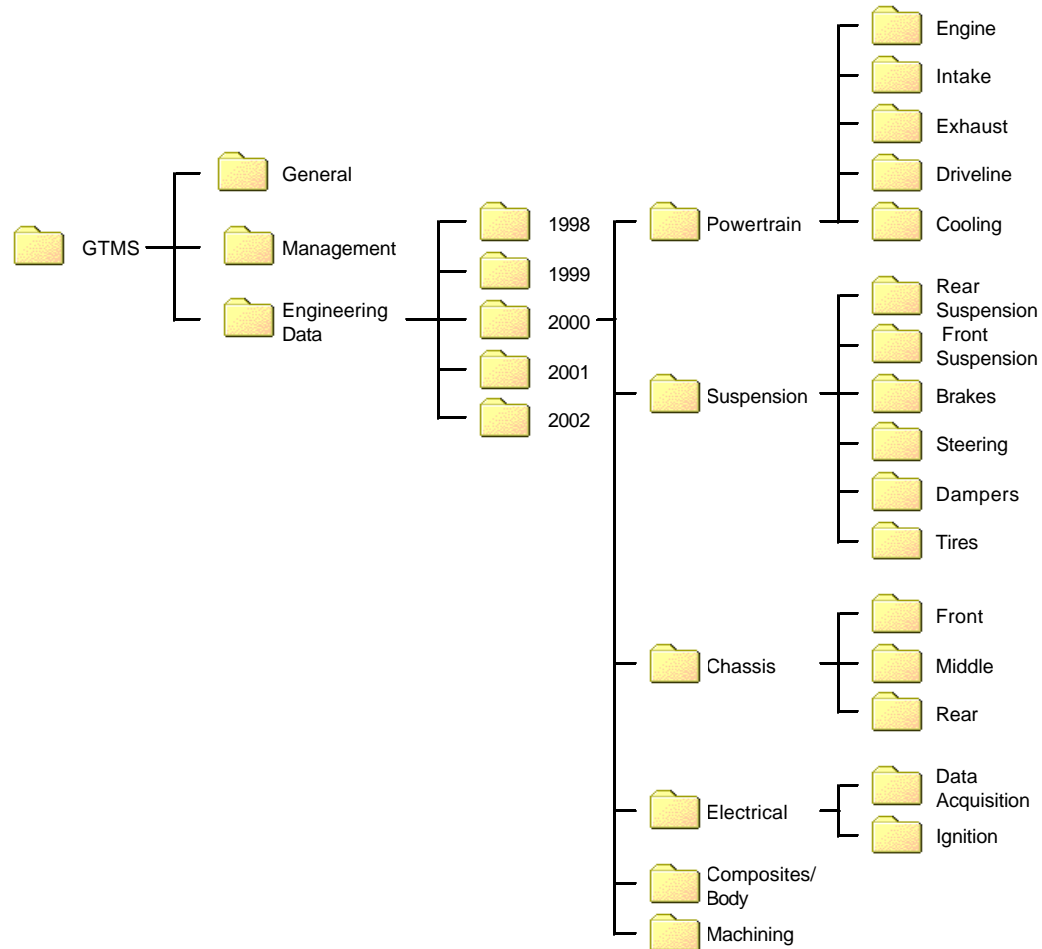 GTMS
General
Management
Engineering
Data
1998
1999
2000
2001
2002
Powertrain
Engine
Intake
Exhaust
Driveline
Cooling
Suspension
Rear
Suspension
Front
Suspension
Brakes
Steering
Dampers
Tires
Chassis
Front
Middle
Rear
Electrical
Data
Acquisition
Ignition
Composites/
Body
Machining